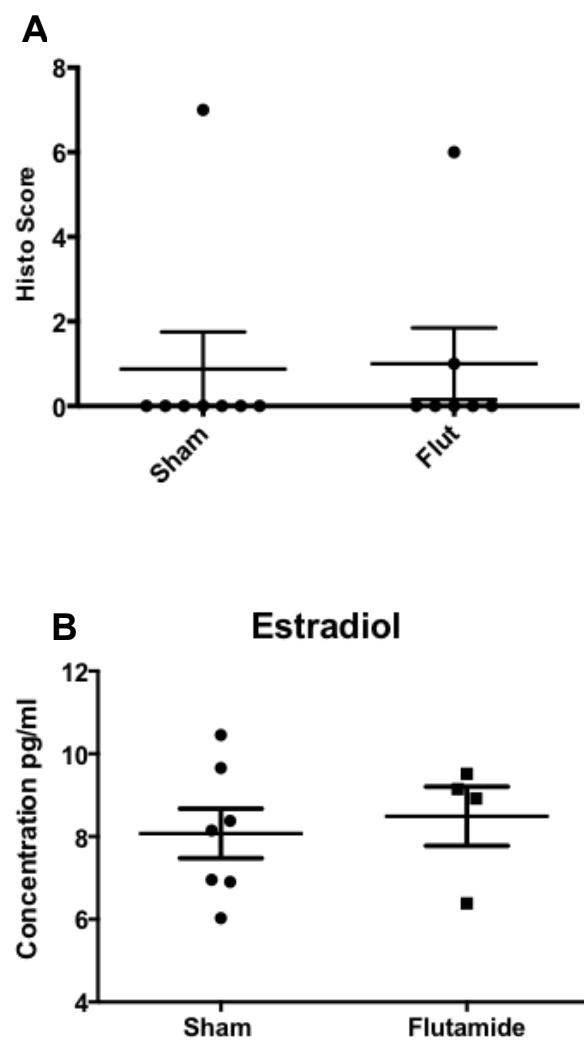 A
8
6
4
2
0
Histo Score
Sham
Flut
B
Estradiol
12
10
8
6
4
Concentration pg/ml
Sham
Flutamide